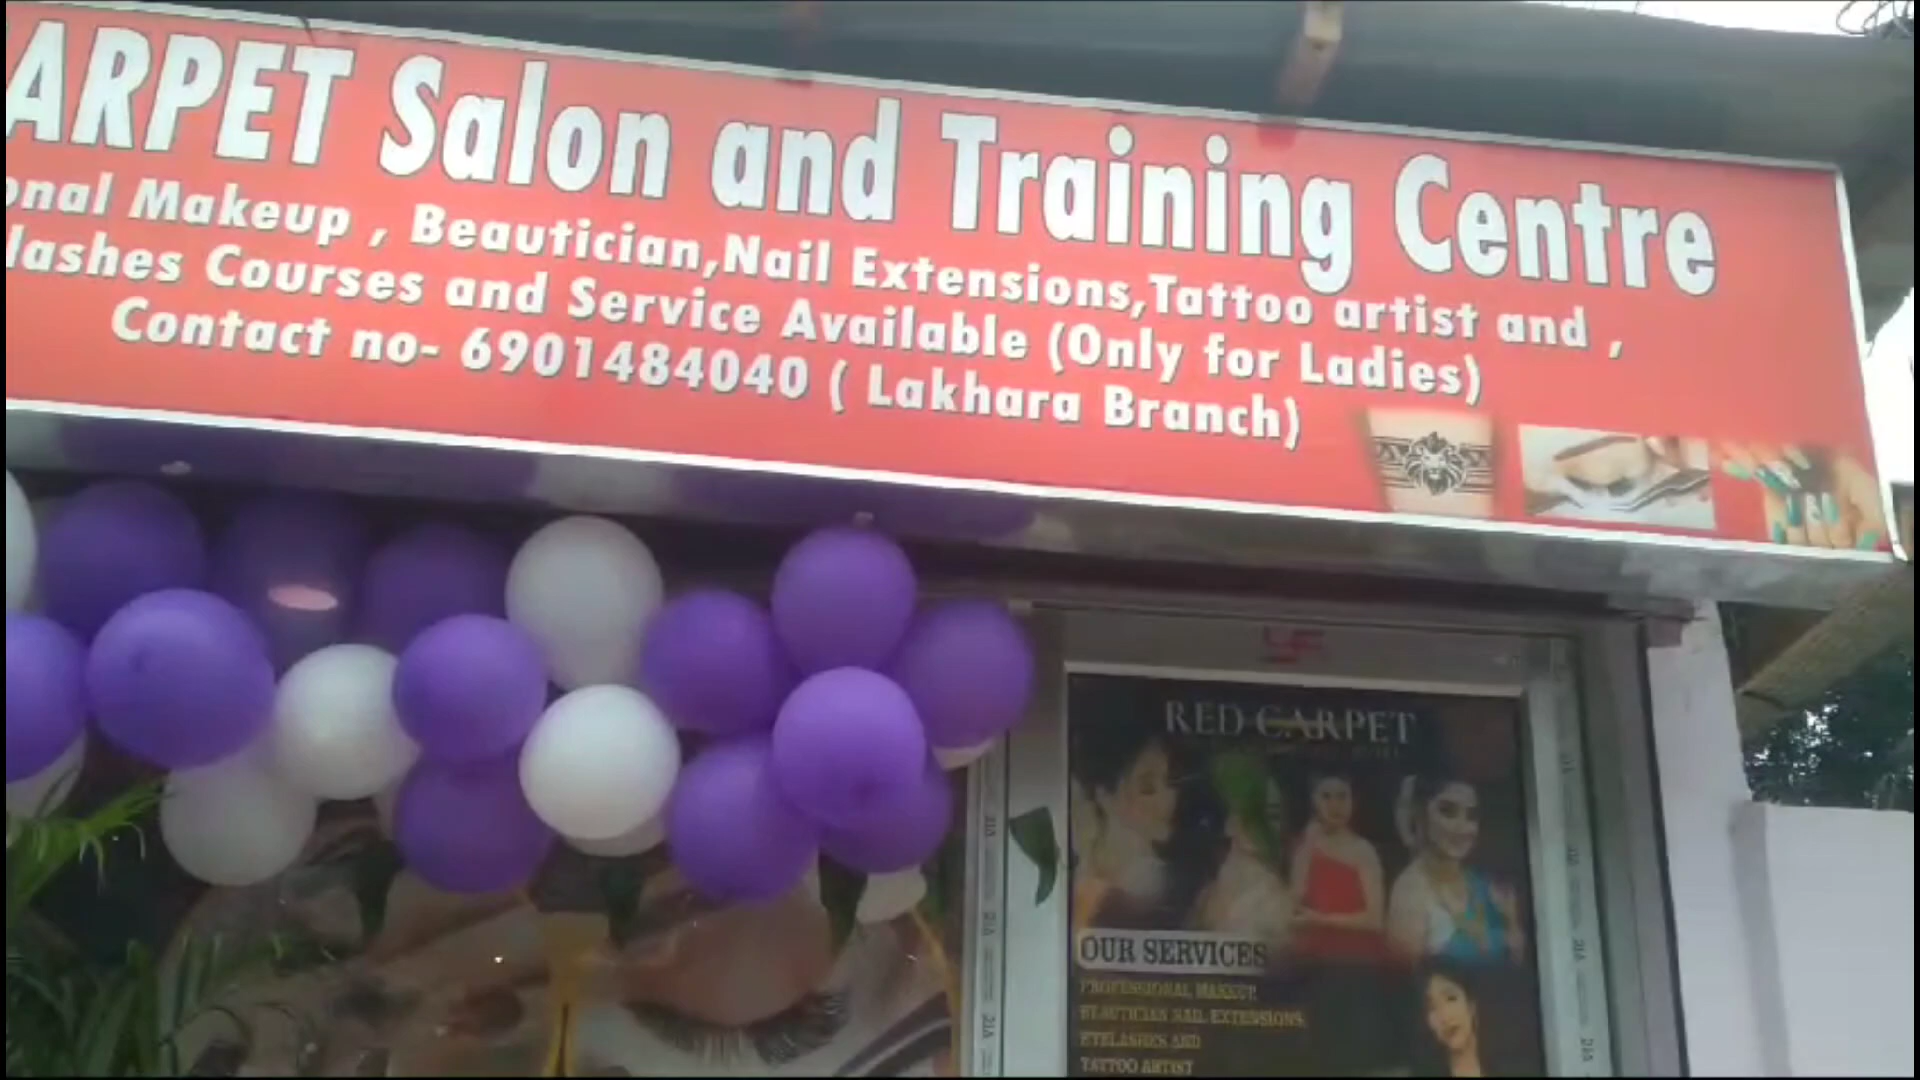 ARPET Salon and Training Centre
onal Makeup , Beautician,Nail Extensions,Tattoo artist and ,
lashes Courses and Service Available (Only for Ladies)
Contact no- 6901484040 ( Lakhara Branch)
RED CARPET
OUR SERVICES
PROFESSIONAL MAKEUP,
BEAUTICIAN NAIL EXTENSIONS,
EYELASHES AND
TATTOO ARTIST